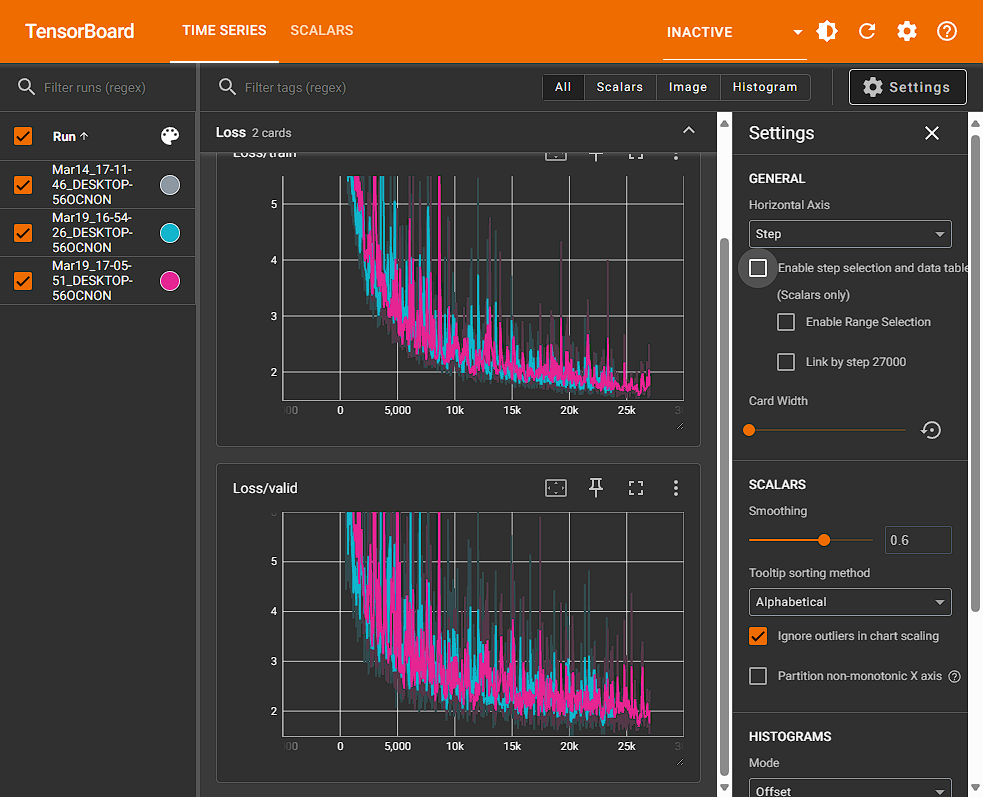 TensorBoard
TIME SERIES
SCALARS
INACTIVE
Filter runs (regex)
Filter tags (regex)
All
Scalars
Image
Histogram
Settings
Run
Mar14_17-11-
46_DESKTOP-
56OCNON
Mar19_16-54-
26_DESKTOP-
56OCNON
Mar19_17-05-
51_DESKTOP-
56OCNON
Loss 2 cards
Loss/train
5
4
3
2
0
5,000
10k
15k
20k
25k
Loss/valid
5
4
3
2
0
5,000
10k
15k
20k
25k
Settings
GENERAL
Horizontal Axis
Step
Enable step selection and data table
(Scalars only)
Enable Range Selection
Link by step 27000
Card Width
SCALARS
Smoothing
0.6
Tooltip sorting method
Alphabetical
Ignore outliers in chart scaling
Partition non-monotonic X axis
HISTOGRAMS
Mode
Offset